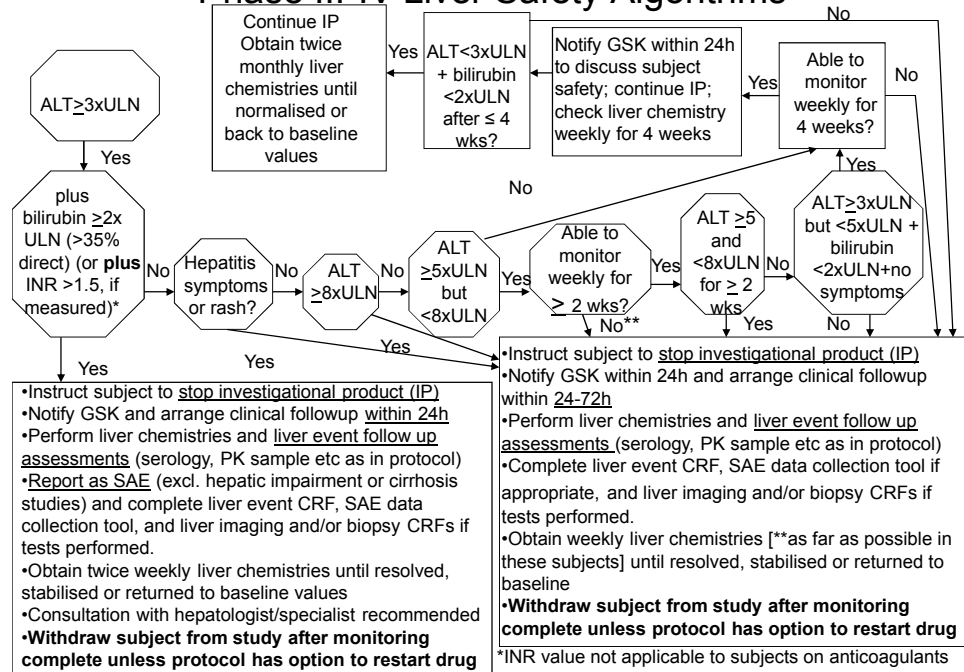 Phase III-IV Liver Safety Algorithms
Continue IP
Obtain twice
monthly liver
chemistries until
normalised or
back to baseline
values
Yes
ALT<3xULN
+ bilirubin
<2xULN
after ≤ 4
wks?
No
Notify GSK within 24h
to discuss subject
safety; continue IP;
check liver chemistry
weekly for 4 weeks
Yes
Able to
monitor
weekly for
4 weeks?
No
ALT≥3xULN
Yes
plus
bilirubin ≥2x
ULN (>35%
direct) (or plus
INR >1.5, if
measured)*
No
Hepatitis
symptoms
or rash?
No
ALT
≥8xULN
No
ALT
≥5xULN
but
<8xULN
No
Yes
Able to
monitor
weekly for
≥ 2 wks?
Yes
No**
ALT ≥5
and
<8xULN
for ≥ 2
wks
No
Yes
Yes
ALT≥3xULN
but <5xULN +
bilirubin
<2xULN+no
symptoms
No
Yes
Yes
Yes
•Instruct subject to stop investigational product (IP)
•Notify GSK and arrange clinical followup within 24h
•Perform liver chemistries and liver event follow up
assessments (serology, PK sample etc as in protocol)
•Report as SAE (excl. hepatic impairment or cirrhosis
studies) and complete liver event CRF, SAE data
collection tool, and liver imaging and/or biopsy CRFs if
tests performed.
•Obtain twice weekly liver chemistries until resolved,
stabilised or returned to baseline values
•Consultation with hepatologist/specialist recommended
•Withdraw subject from study after monitoring
complete unless protocol has option to restart drug
•Instruct subject to stop investigational product (IP)
•Notify GSK within 24h and arrange clinical followup
within 24-72h
•Perform liver chemistries and liver event follow up
assessments (serology, PK sample etc as in protocol)
•Complete liver event CRF, SAE data collection tool if
appropriate, and liver imaging and/or biopsy CRFs if
tests performed.
•Obtain weekly liver chemistries [**as far as possible in
these subjects] until resolved, stabilised or returned to
baseline
•Withdraw subject from study after monitoring
complete unless protocol has option to restart drug
*INR value not applicable to subjects on anticoagulants